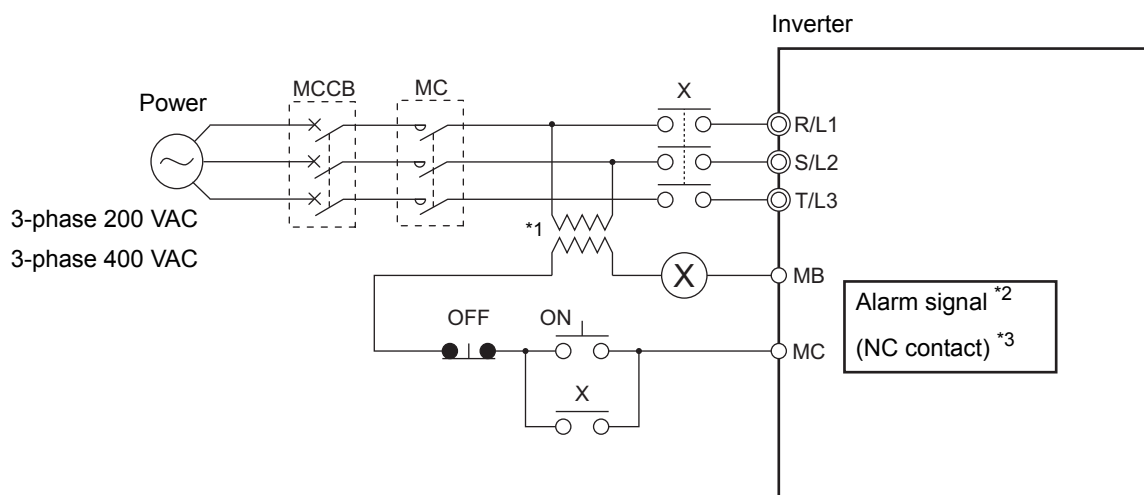 Inverter
MCCB
MC
X
Power
R/L1
S/L2
T/L3
3-phase 200 VAC
3-phase 400 VAC
*1
X
MB
Alarm signal *2
(NC contact) *3
OFF
ON
MC
X